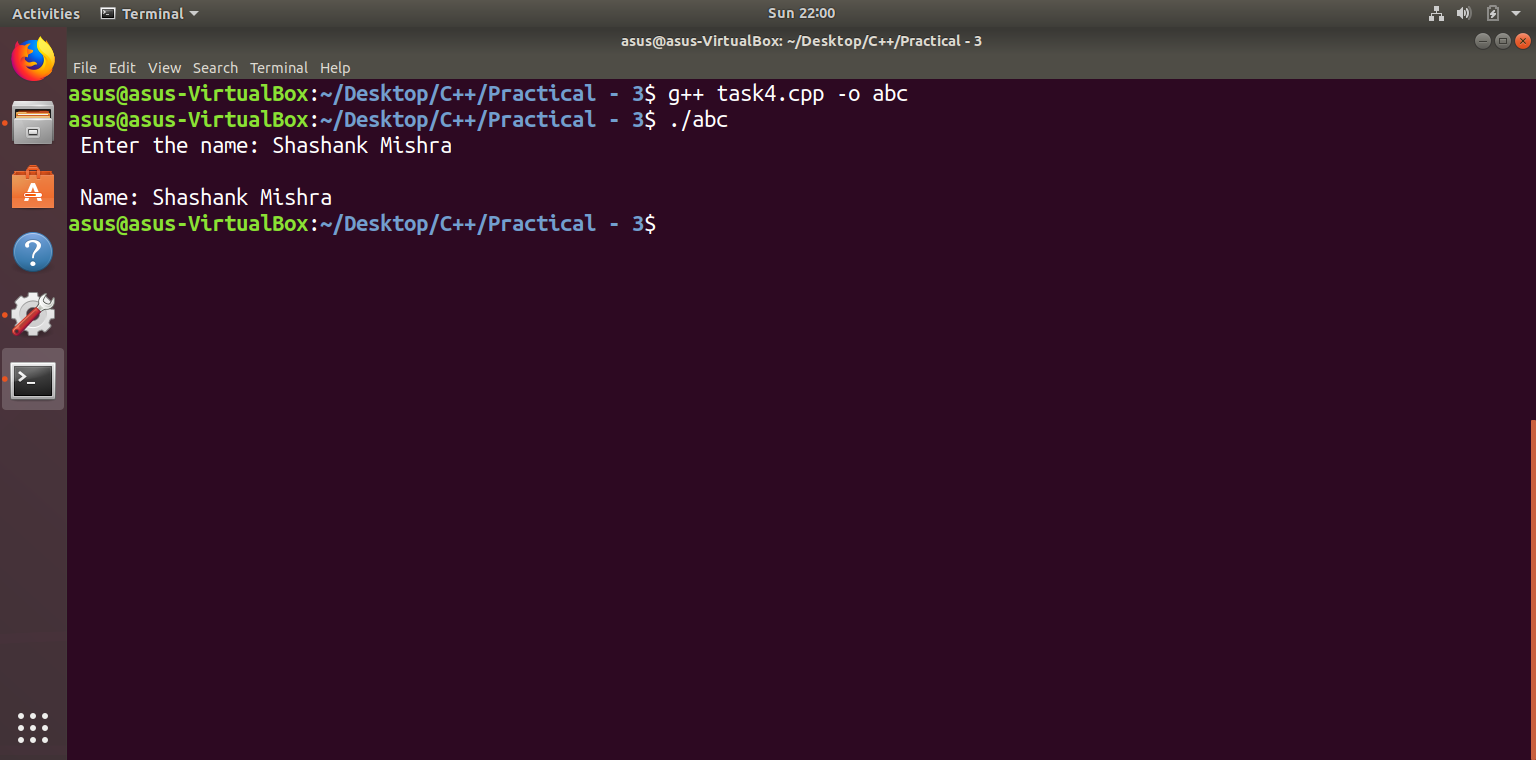 Activities Terminal Sun 22:00
asus@asus-VirtualBox: ~/Desktop/C++/Practical - 3
File Edit View Search Terminal Help
asus@asus-VirtualBox:~/Desktop/C++/Practical - 3$ g++ task4.cpp -o abc
asus@asus-VirtualBox:~/Desktop/C++/Practical - 3$ ./abc
Enter the name: Shashank Mishra
Name: Shashank Mishra
asus@asus-VirtualBox:~/Desktop/C++/Practical - 3$